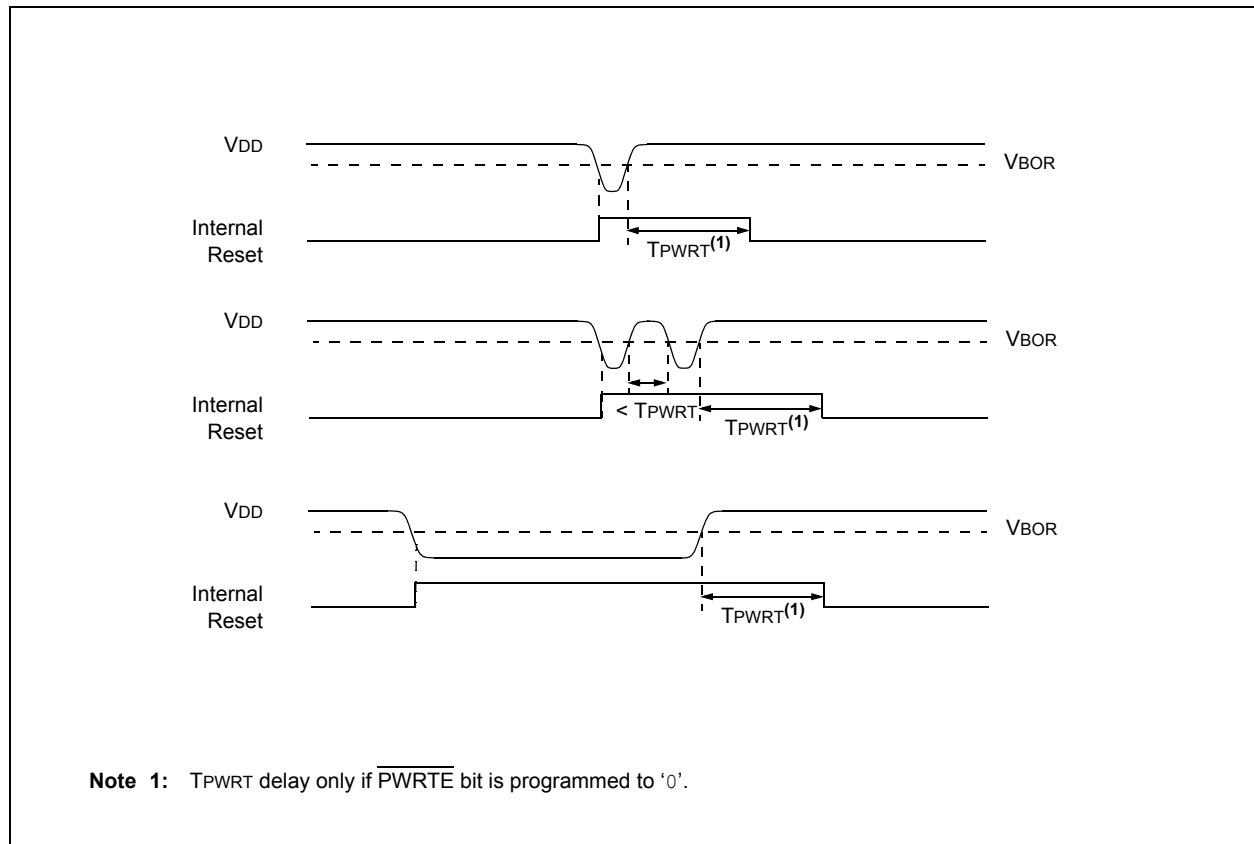 VDD
VBOR
Internal
Reset
TPWRT(1)
VDD
VBOR
Internal
Reset
< TPWRT
TPWRT(1)
VDD
VBOR
Internal
Reset
TPWRT(1)
Note 1: TPWRT delay only if PWRTE bit is programmed to ‘0’.